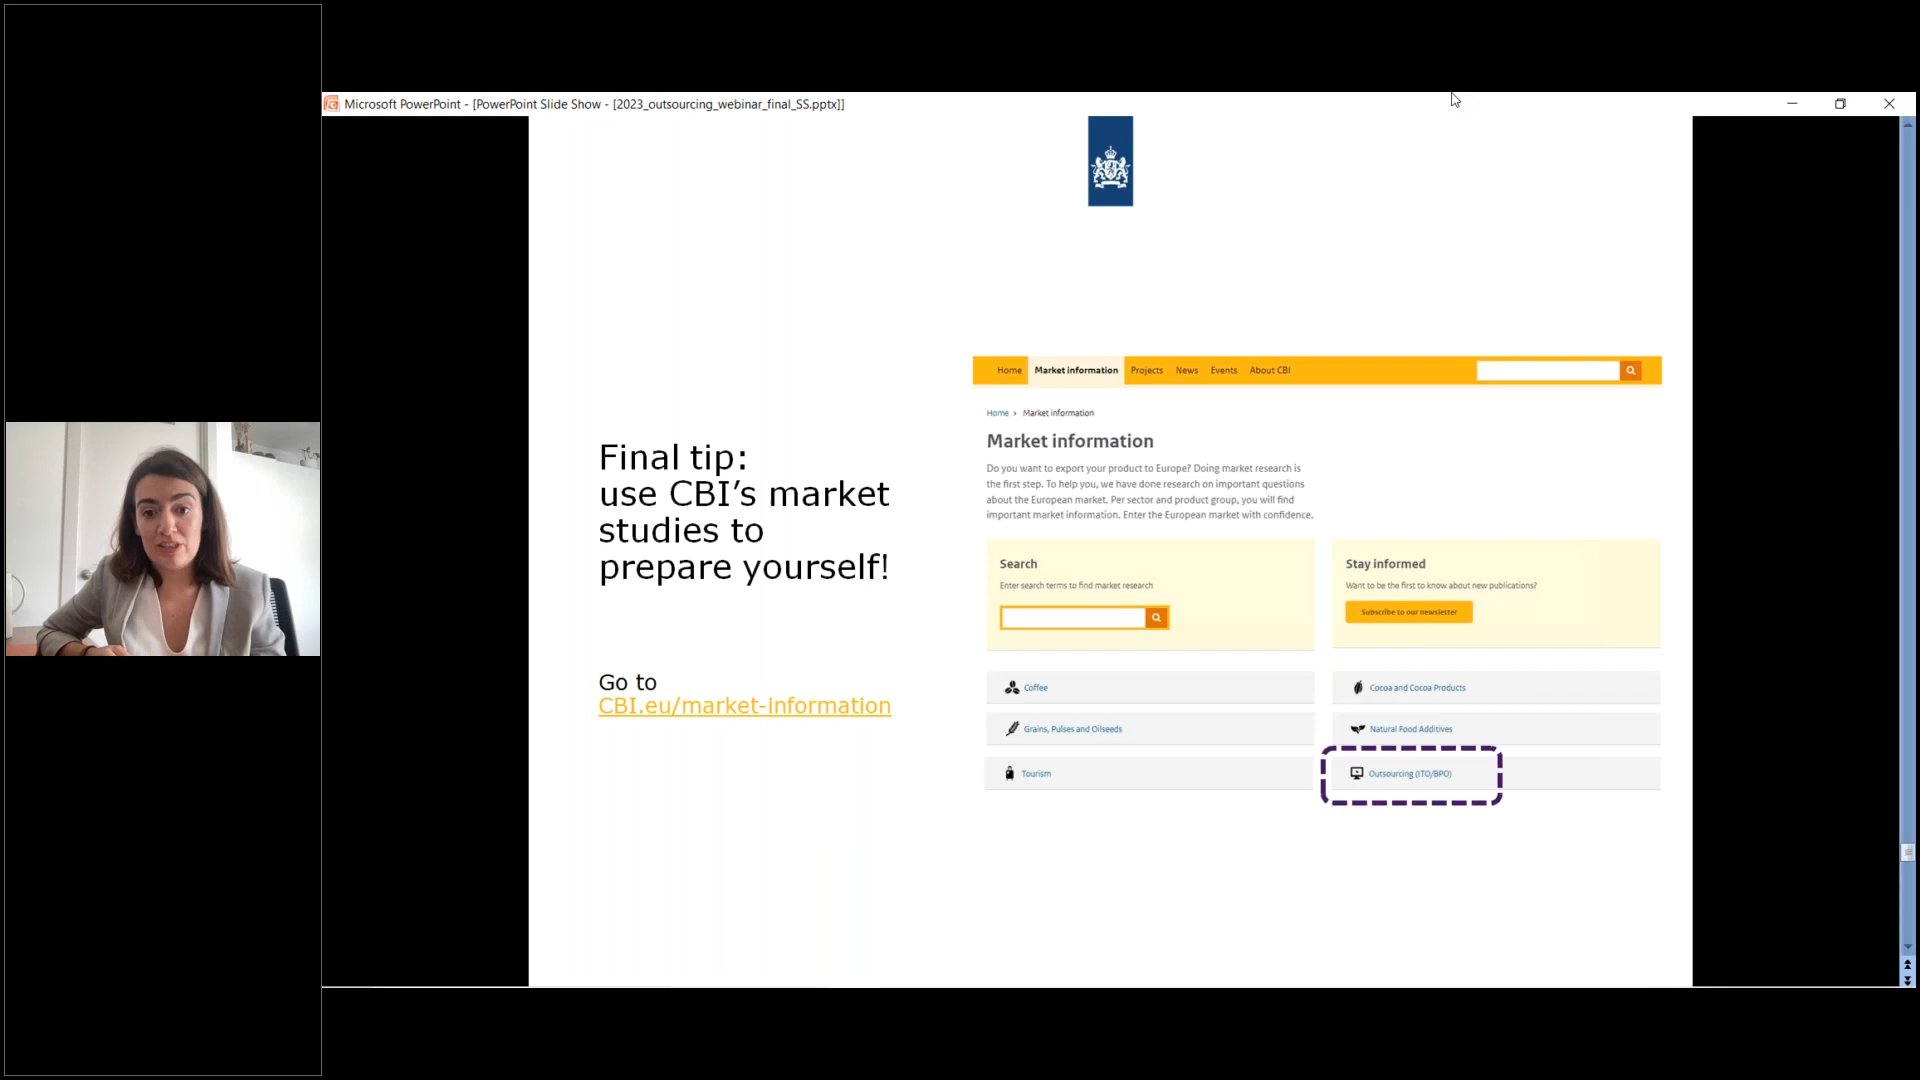 Microsoft PowerPoint - [PowerPoint Slide Show - [2023_outsourcing_webinar_final_SS.pptx]]
Home Market information Projects News Events About CBI
Home › Market information
Market information
Do you want to export your product to Europe? Doing market research is
the first step. To help you, we have done research on important questions
about the European market. Per sector and product group, you will find
important market information. Enter the European market with confidence.
Final tip:
use CBI’s market
studies to
prepare yourself!
Search
Enter search terms to find market research
Stay informed
Want to be the first to know about new publications?
Subscribe to our newsletter
Go to
CBI.eu/market-information
Coffee
Cocoa and Cocoa Products
Grains, Pulses and Oilseeds
Natural Food Additives
Tourism
Outsourcing (ITO/BPO)